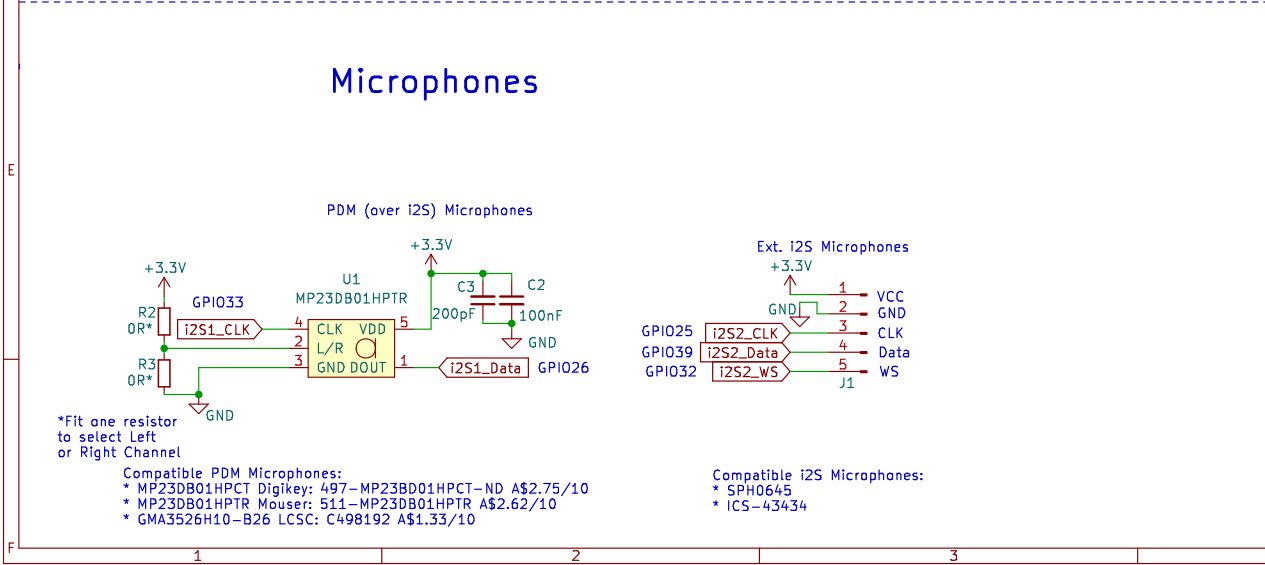 Microphones
E
PDM (over i2S) Microphones
+3.3V
+3.3V
U1
MP23DB01HPTR
GPIO33
R2
0R*
i2S1_CLK
4
CLK
VDD
5
2
L/R
3
GND
DOUT
1
R3
0R*
GND
C3
200pF
C2
100nF
GND
i2S1_Data
GPIO26
*Fit one resistor
to select Left
or Right Channel
Compatible PDM Microphones:
* MP23DB01HPCT Digikey: 497-MP23BD01HPCT-ND A$2.75/10
* MP23DB01HPTR Mouser: 511-MP23DB01HPTR A$2.62/10
* GMA3526H10-B26 LCSC: C498192 A$1.33/10
Ext. i2S Microphones
+3.3V
1
VCC
GND
2
GND
GPIO25
i2S2_CLK
3
CLK
GPIO39
i2S2_Data
4
Data
GPIO32
i2S2_WS
5
WS
J1
Compatible i2S Microphones:
* SPH0645
* ICS-43434
F
1
2
3